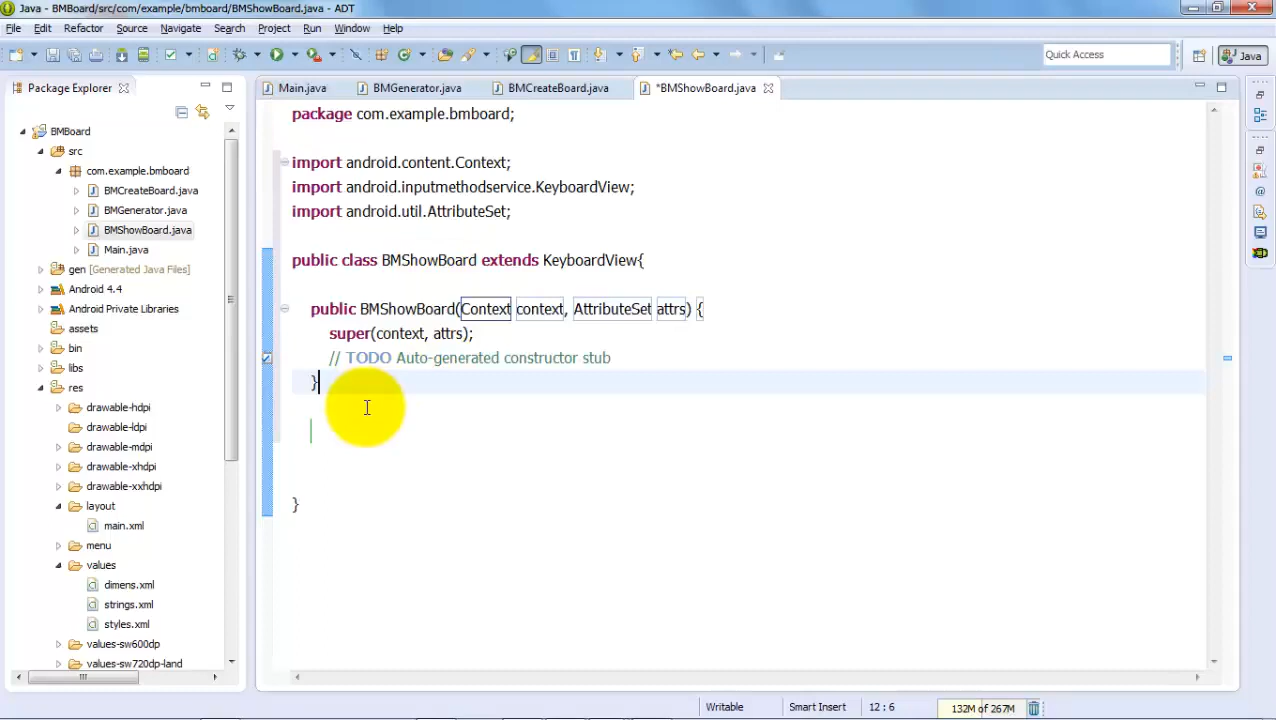 Java - BMBoard/src/com/example/bmboard/BMShowBoard.java - ADT
File Edit Refactor Source Navigate Search Project Run Window Help
Quick Access
Java
Package Explorer
Main.java
BMGenerator.java
BMCreateBoard.java
*BMShowBoard.java
BMBoard
src
com.example.bmboard
BMCreateBoard.java
BMGenerator.java
BMShowBoard.java
Main.java
gen [Generated Java Files]
Android 4.4
Android Private Libraries
assets
bin
libs
res
drawable-hdpi
drawable-ldpi
drawable-mdpi
drawable-xhdpi
drawable-xxhdpi
layout
main.xml
menu
values
dimens.xml
strings.xml
styles.xml
values-sw600dp
values-sw720dp-land
package com.example.bmboard;
import android.content.Context;
import android.inputmethodservice.KeyboardView;
import android.util.AttributeSet;
public class BMShowBoard extends KeyboardView{
public BMShowBoard(Context context, AttributeSet attrs) {
super(context, attrs);
// TODO Auto-generated constructor stub
}
}
Writable
Smart Insert
12 : 6
132M of 267M